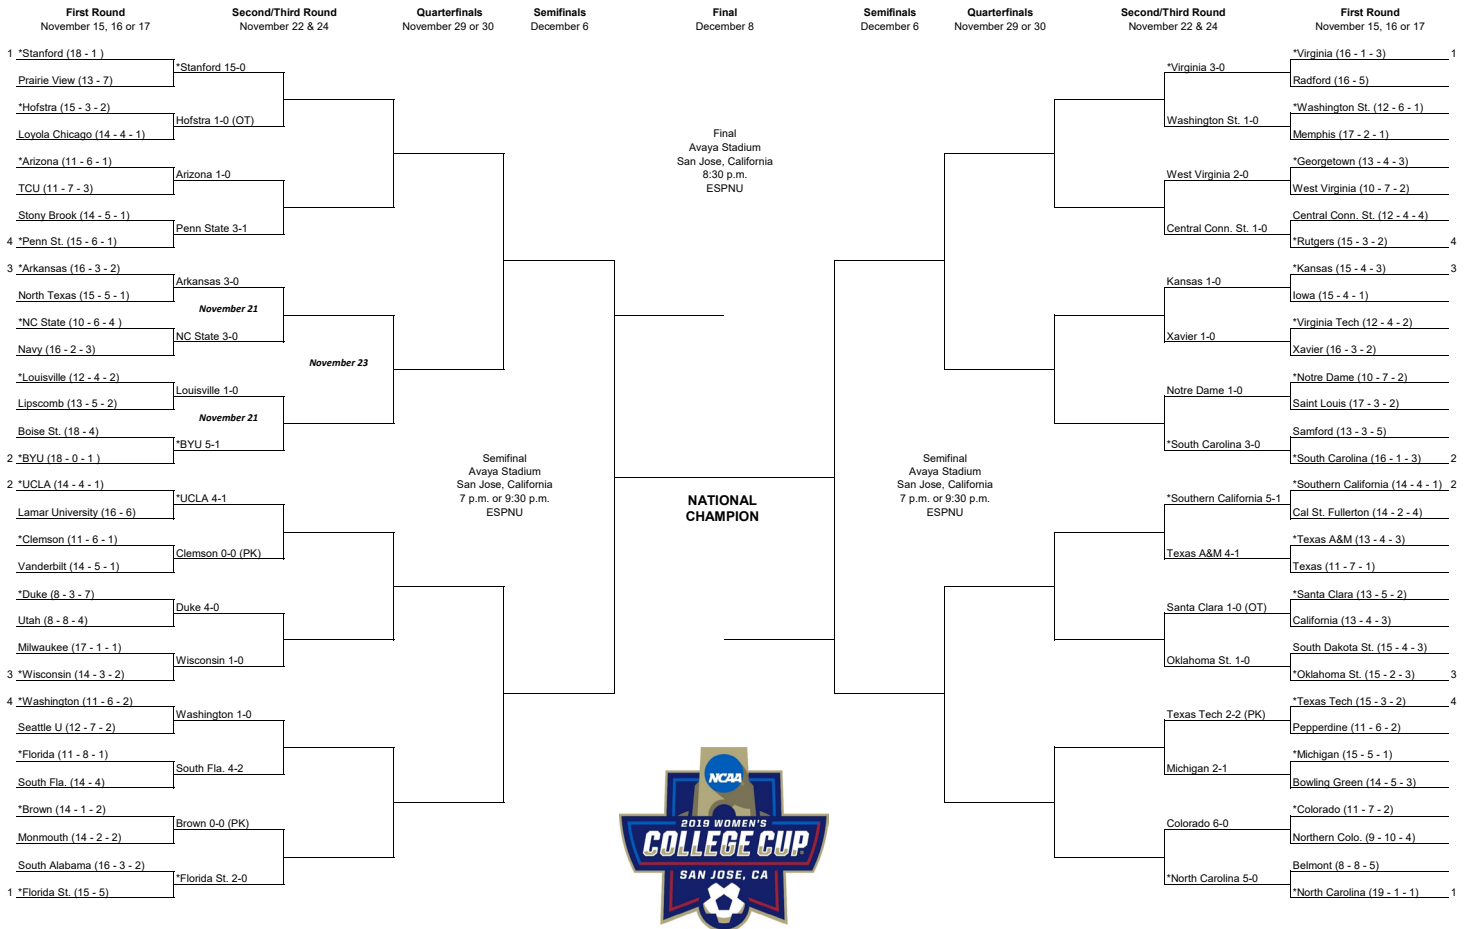 First Round
November 15, 16 or 17
Second/Third Round
November 22 & 24
Quarterfinals
November 29 or 30
Semifinals
December 6
Final
December 8
Semifinals
December 6
Quarterfinals
November 29 or 30
Second/Third Round
November 22 & 24
First Round
November 15, 16 or 17
1 *Stanford (18 - 1 )
Prairie View (13 - 7)
*Hofstra (15 - 3 - 2)
Loyola Chicago (14 - 4 - 1)
*Arizona (11 - 6 - 1)
TCU (11 - 7 - 3)
Stony Brook (14 - 5 - 1)
4 *Penn St. (15 - 6 - 1)
3 *Arkansas (16 - 3 - 2)
North Texas (15 - 5 - 1)
*NC State (10 - 6 - 4 )
Navy (16 - 2 - 3)
*Louisville (12 - 4 - 2)
Lipscomb (13 - 5 - 2)
Boise St. (18 - 4)
2 *BYU (18 - 0 - 1 )
2 *UCLA (14 - 4 - 1)
Lamar University (16 - 6)
*Clemson (11 - 6 - 1)
Vanderbilt (14 - 5 - 1)
*Duke (8 - 3 - 7)
Utah (8 - 8 - 4)
Milwaukee (17 - 1 - 1)
3 *Wisconsin (14 - 3 - 2)
4 *Washington (11 - 6 - 2)
Seattle U (12 - 7 - 2)
*Florida (11 - 8 - 1)
South Fla. (14 - 4)
*Brown (14 - 1 - 2)
Monmouth (14 - 2 - 2)
South Alabama (16 - 3 - 2)
1 *Florida St. (15 - 5)
*Stanford 15-0
Hofstra 1-0 (OT)
Arizona 1-0
Penn State 3-1
Arkansas 3-0
November 21
NC State 3-0
November 23
Louisville 1-0
November 21
*BYU 5-1
*UCLA 4-1
Clemson 0-0 (PK)
Duke 4-0
Wisconsin 1-0
Washington 1-0
South Fla. 4-2
Brown 0-0 (PK)
*Florida St. 2-0
Semifinal
Avaya Stadium
San Jose, California
7 p.m. or 9:30 p.m.
ESPNU
Final
Avaya Stadium
San Jose, California
8:30 p.m.
ESPNU
NATIONAL
CHAMPION
NCAA
2019 WOMEN'S
COLLEGE CUP
SAN JOSE, CA
Semifinal
Avaya Stadium
San Jose, California
7 p.m. or 9:30 p.m.
ESPNU
*Virginia 3-0
Washington St. 1-0
West Virginia 2-0
Central Conn. St. 1-0
Kansas 1-0
Xavier 1-0
Notre Dame 1-0
*South Carolina 3-0
*Southern California 5-1
Texas A&M 4-1
Santa Clara 1-0 (OT)
Oklahoma St. 1-0
Texas Tech 2-2 (PK)
Michigan 2-1
Colorado 6-0
*North Carolina 5-0
*Virginia (16 - 1 - 3) 1
Radford (16 - 5)
*Washington St. (12 - 6 - 1)
Memphis (17 - 2 - 1)
*Georgetown (13 - 4 - 3)
West Virginia (10 - 7 - 2)
Central Conn. St. (12 - 4 - 4)
*Rutgers (15 - 3 - 2) 4
*Kansas (15 - 4 - 3) 3
Iowa (15 - 4 - 1)
*Virginia Tech (12 - 4 - 2)
Xavier (16 - 3 - 2)
*Notre Dame (10 - 7 - 2)
Saint Louis (17 - 3 - 2)
Samford (13 - 3 - 5)
*South Carolina (16 - 1 - 3) 2
*Southern California (14 - 4 - 1) 2
Cal St. Fullerton (14 - 2 - 4)
*Texas A&M (13 - 4 - 3)
Texas (11 - 7 - 1)
*Santa Clara (13 - 5 - 2)
California (13 - 4 - 3)
South Dakota St. (15 - 4 - 3)
*Oklahoma St. (15 - 2 - 3) 3
*Texas Tech (15 - 3 - 2) 4
Pepperdine (11 - 6 - 2)
*Michigan (15 - 5 - 1)
Bowling Green (14 - 5 - 3)
*Colorado (11 - 7 - 2)
Northern Colo. (9 - 10 - 4)
Belmont (8 - 8 - 5)
*North Carolina (19 - 1 - 1) 1